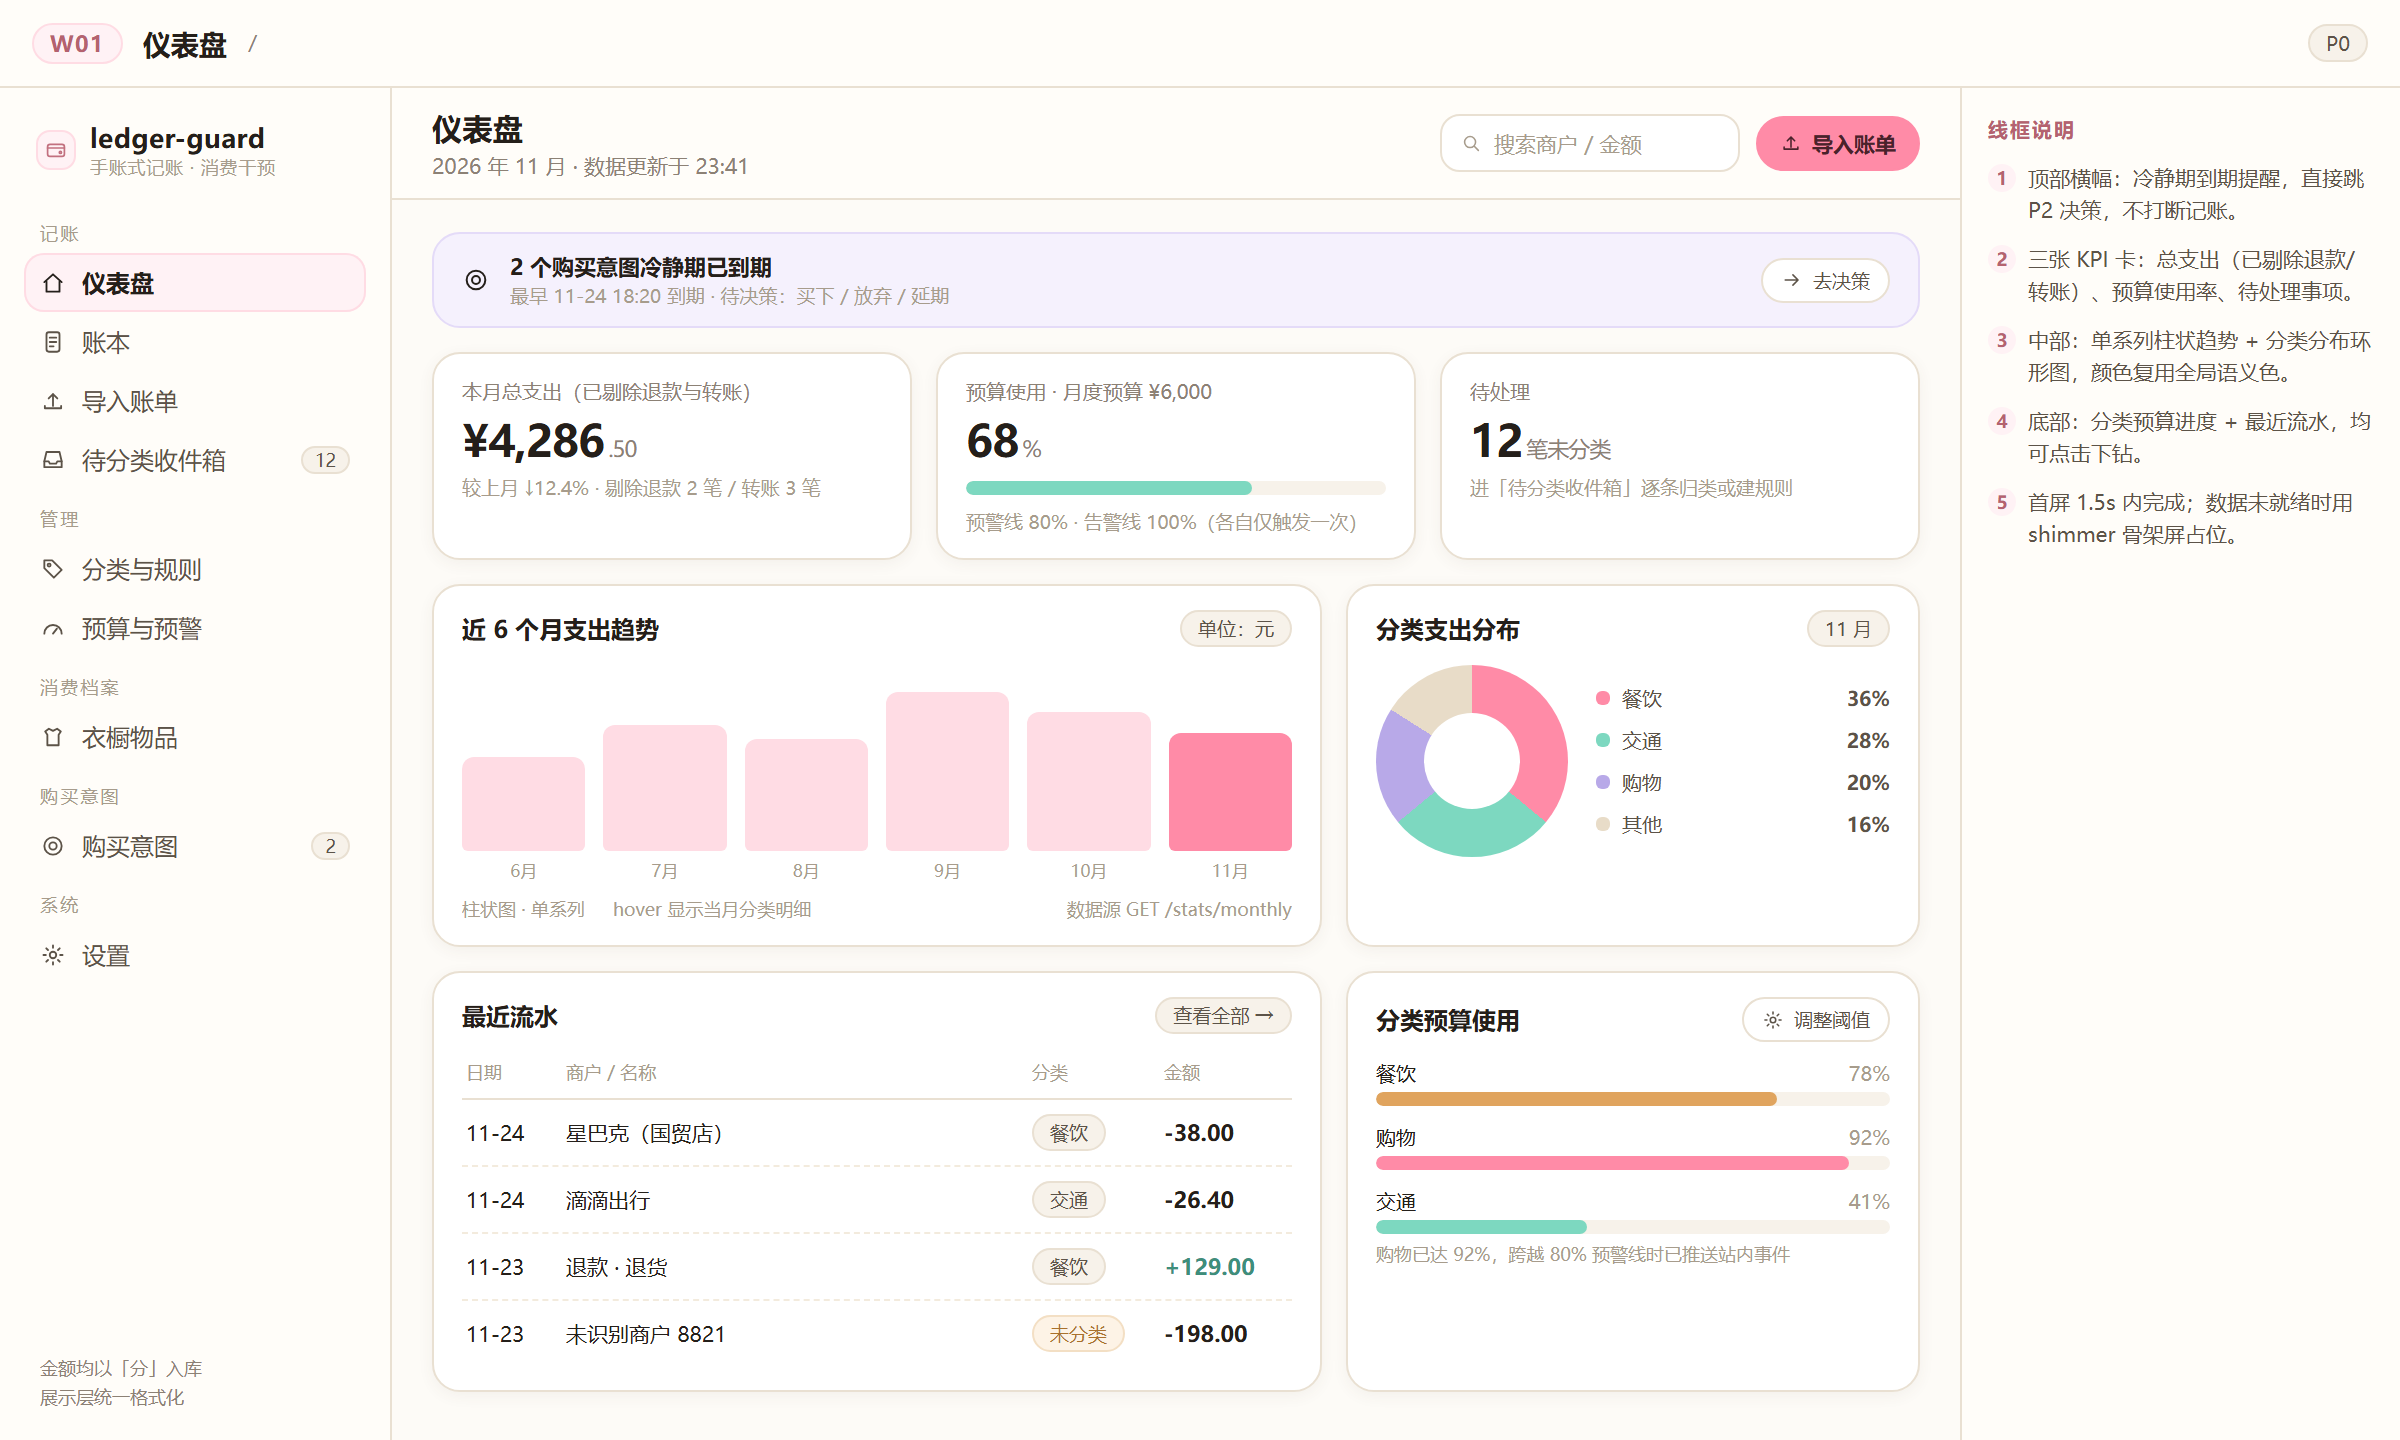 W01 仪表盘 /
P0
ledger-guard
手账式记账 · 消费干预
记账
仪表盘
账本
导入账单
待分类收件箱 12
管理
分类与规则
预算与预警
消费档案
衣橱物品
购买意图
购买意图 2
系统
设置
金额均以「分」入库
展示层统一格式化
仪表盘
2026 年 11 月 · 数据更新于 23:41
搜索商户 / 金额
导入账单
2 个购买意图冷静期已到期
最早 11-24 18:20 到期 · 待决策：买下 / 放弃 / 延期
→ 去决策
本月总支出（已剔除退款与转账）
¥4,286.50
较上月 ↓12.4% · 剔除退款 2 笔 / 转账 3 笔
预算使用 · 月度预算 ¥6,000
68%
预警线 80% · 告警线 100%（各自仅触发一次）
待处理
12笔未分类
进「待分类收件箱」逐条归类或建规则
近 6 个月支出趋势
单位：元
6月 7月 8月 9月 10月 11月
柱状图 · 单系列 hover 显示当月分类明细 数据源 GET /stats/monthly
分类支出分布
11 月
餐饮 36%
交通 28%
购物 20%
其他 16%
最近流水
查看全部 →
日期 商户 / 名称 分类 金额
11-24 星巴克（国贸店） 餐饮 -38.00
11-24 滴滴出行 交通 -26.40
11-23 退款 · 退货 餐饮 +129.00
11-23 未识别商户 8821 未分类 -198.00
分类预算使用
调整阈值
餐饮 78%
购物 92%
交通 41%
购物已达 92%，跨越 80% 预警线时已推送站内事件
线框说明
1 顶部横幅：冷静期到期提醒，直接跳
P2 决策，不打断记账。
2 三张 KPI 卡：总支出（已剔除退款/
转账）、预算使用率、待处理事项。
3 中部：单系列柱状趋势 + 分类分布环
形图，颜色复用全局语义色。
4 底部：分类预算进度 + 最近流水，均
可点击下钻。
5 首屏 1.5s 内完成；数据未就绪时用
shimmer 骨架屏占位。